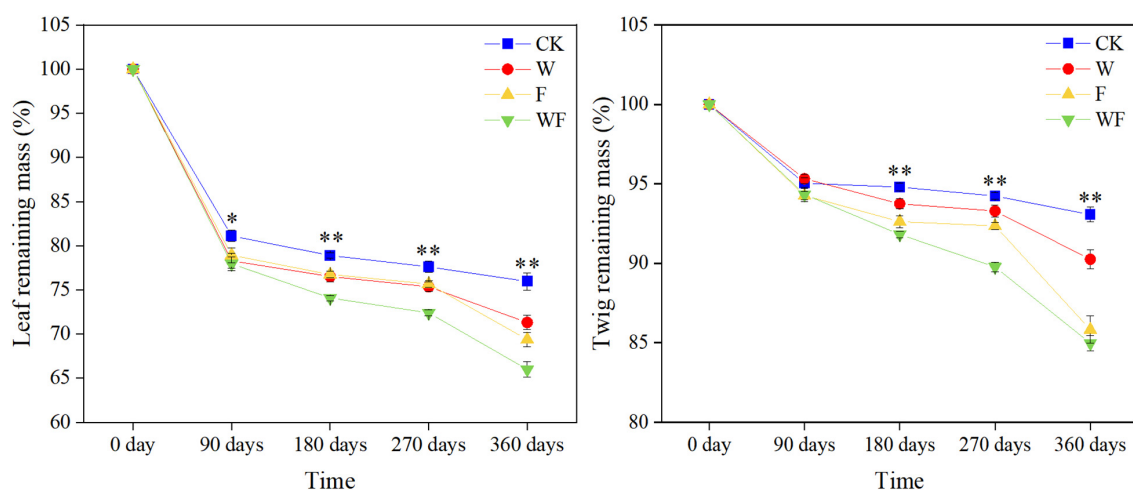 Leaf remaining mass (%)
105
100
95
90
85
80
75
70
65
60
CK
W
F
WF
*
**
**
**
0 day
90 days
180 days
270 days
360 days
Time
Twig remaining mass (%)
105
100
95
90
85
80
CK
W
F
WF
**
**
**
0 day
90 days
180 days
270 days
360 days
Time